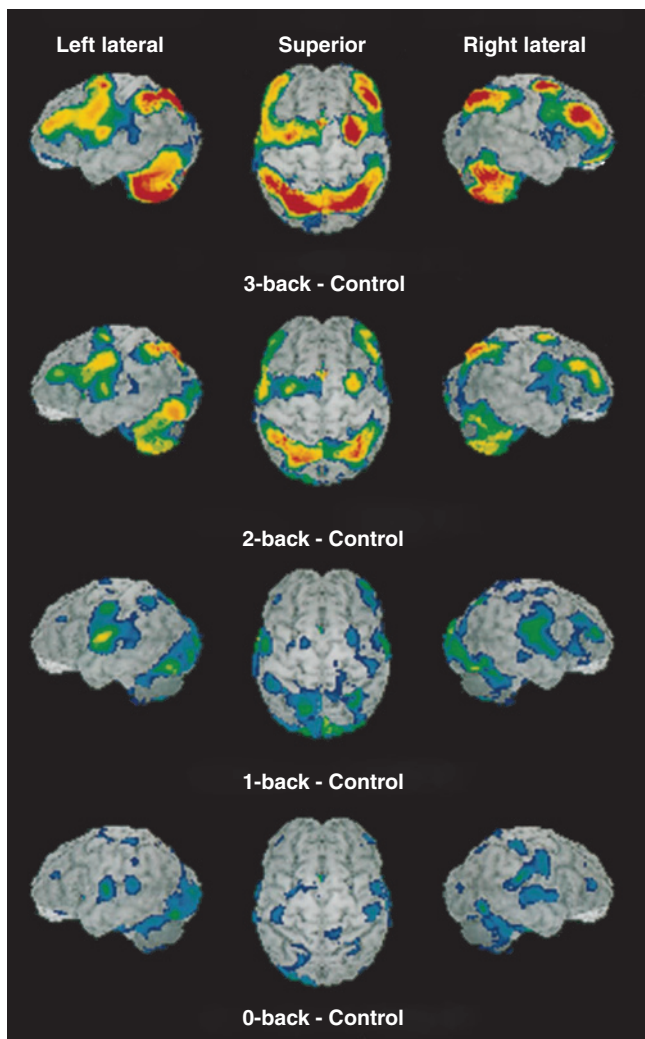 Left lateral Superior Right lateral
3-back - Control
2-back - Control
1-back - Control
0-back - Control